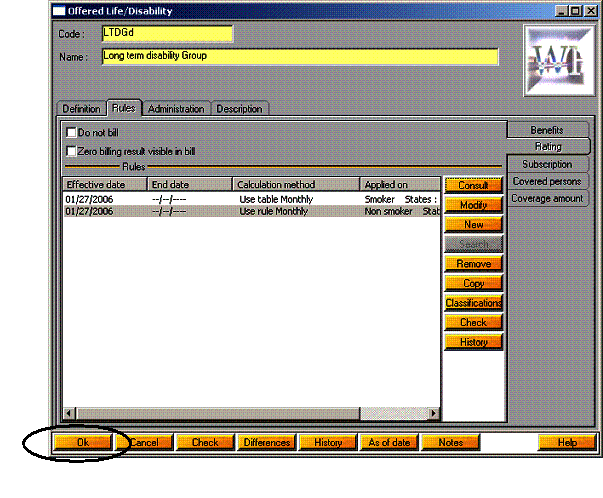 Offered Life/Disability
Code : LTDGd
Name : Long term disability Group
Definition Rules Administration Description
Do not bill
Zero billing result visible in bill
Rules
Effective date End date Calculation method Applied on
01/27/2006 --/--/---- Use table Monthly Smoker States :
01/27/2006 --/--/---- Use rule Monthly Non smoker Stat
Consult
Modify
New
Search
Remove
Copy
Classifications
Check
History
Benefits
Rating
Subscription
Covered persons
Coverage amount
Ok Cancel Check Differences History As of date Notes Help